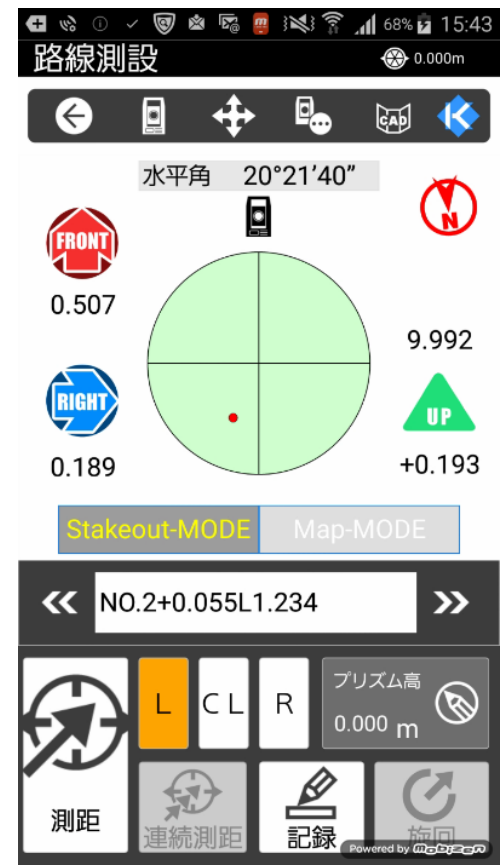 68% 15:43
路線測設 0.000m
CAD
水平角 20°21'40”
N
FRONT
0.507
9.992
RIGHT
UP
0.189
+0.193
Stakeout-MODE Map-MODE
NO.2+0.055L1.234
L CL R
プリズム高
0.000 m
測距 連続測距 記録 旋回
Powered by mobizen